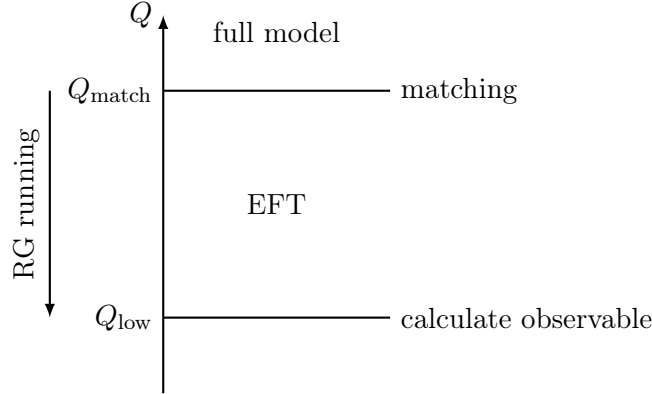 Q
full model
Q_match
matching
RG running
EFT
Q_low
calculate observable